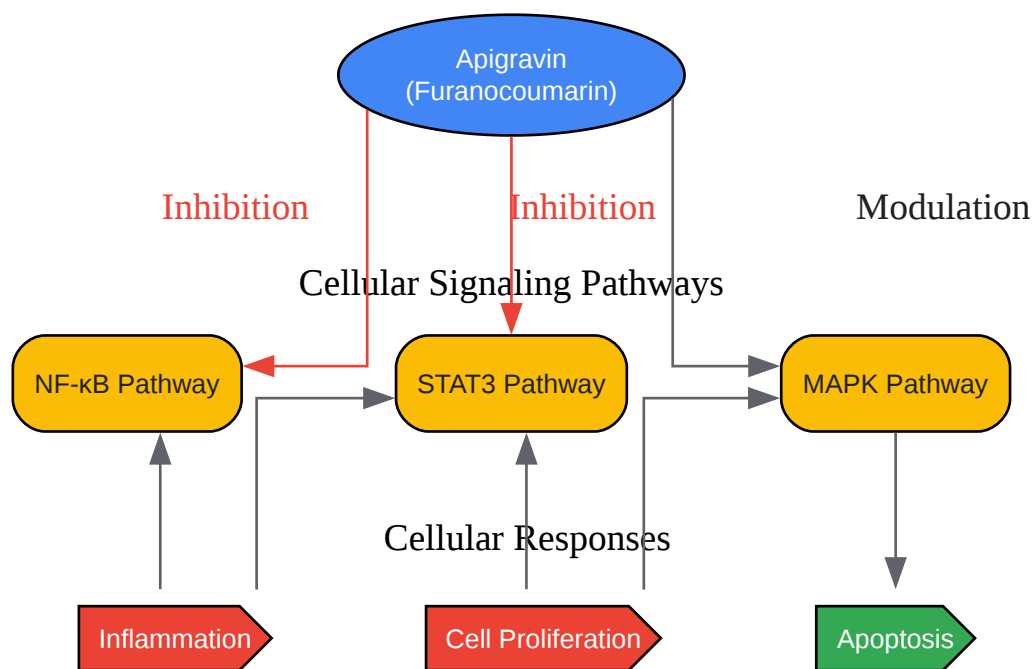 Apigravin
(Furanocoumarin)
Inhibition
Inhibition
Modulation
Cellular Signaling Pathways
NF-κB Pathway
STAT3 Pathway
MAPK Pathway
Cellular Responses
Inflammation
Cell Proliferation
Apoptosis